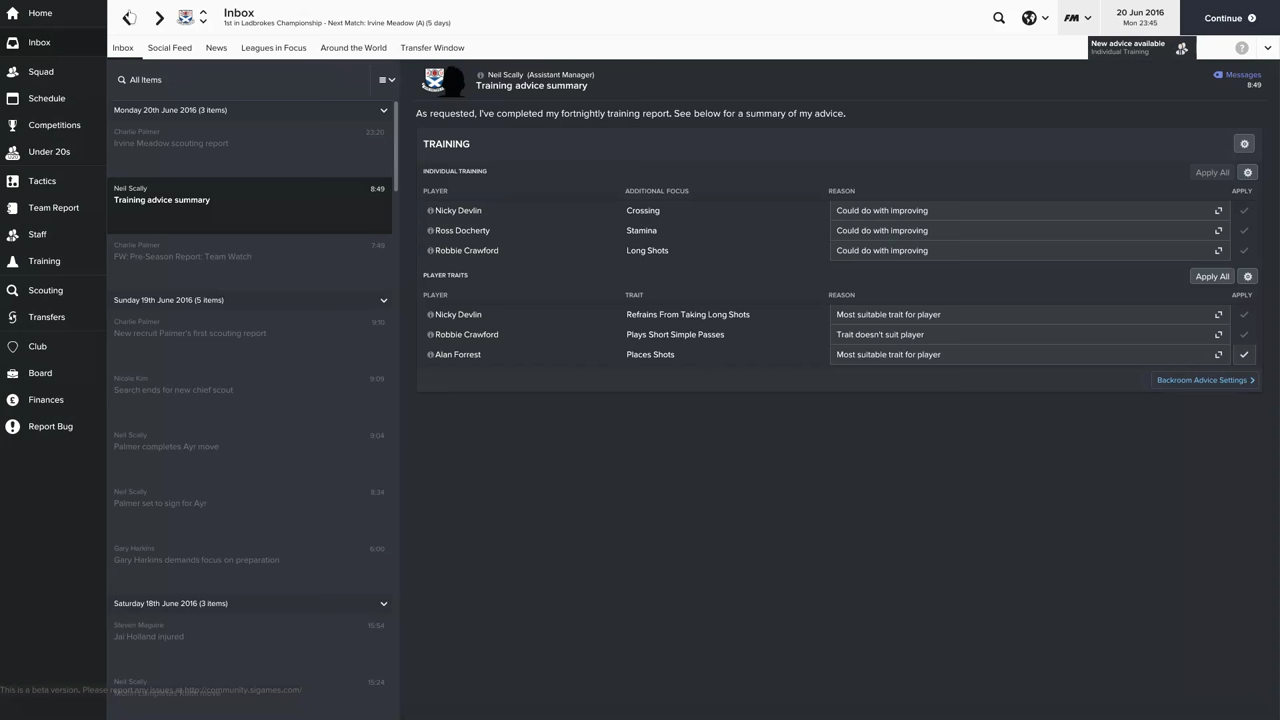 Home
Inbox
Squad
Schedule
Competitions
Under 20s
Tactics
Team Report
Staff
Training
Scouting
Transfers
Club
Board
Finances
Report Bug
Inbox
1st in Ladbrokes Championship - Next Match: Irvine Meadow (A) (5 days)
FM
20 Jun 2016
Mon 23:45
Continue
Inbox Social Feed News Leagues in Focus Around the World Transfer Window
New advice available
Individual Training
?
All Items
Monday 20th June 2016 (3 items)
Charlie Palmer 23:20
Irvine Meadow scouting report
Neil Scally 8:49
Training advice summary
Charlie Palmer 7:49
FW: Pre-Season Report: Team Watch
Sunday 19th June 2016 (5 items)
Charlie Palmer 9:10
New recruit Palmer's first scouting report
Nicole Kim 9:09
Search ends for new chief scout
Neil Scally 9:04
Palmer completes Ayr move
Neil Scally 8:34
Palmer set to sign for Ayr
Gary Harkins 6:00
Gary Harkins demands focus on preparation
Saturday 18th June 2016 (3 items)
Steven Maguire 15:54
Jai Holland injured
Neil Scally 15:24
This is a beta version. Please report any issues at http://community.sigames.com/
Neil Scally (Assistant Manager)
Training advice summary
Messages
8:49
As requested, I've completed my fortnightly training report. See below for a summary of my advice.
TRAINING
INDIVIDUAL TRAINING Apply All
PLAYER ADDITIONAL FOCUS REASON APPLY
Nicky Devlin Crossing Could do with improving
Ross Docherty Stamina Could do with improving
Robbie Crawford Long Shots Could do with improving
PLAYER TRAITS Apply All
PLAYER TRAIT REASON APPLY
Nicky Devlin Refrains From Taking Long Shots Most suitable trait for player
Robbie Crawford Plays Short Simple Passes Trait doesn't suit player
Alan Forrest Places Shots Most suitable trait for player
Backroom Advice Settings